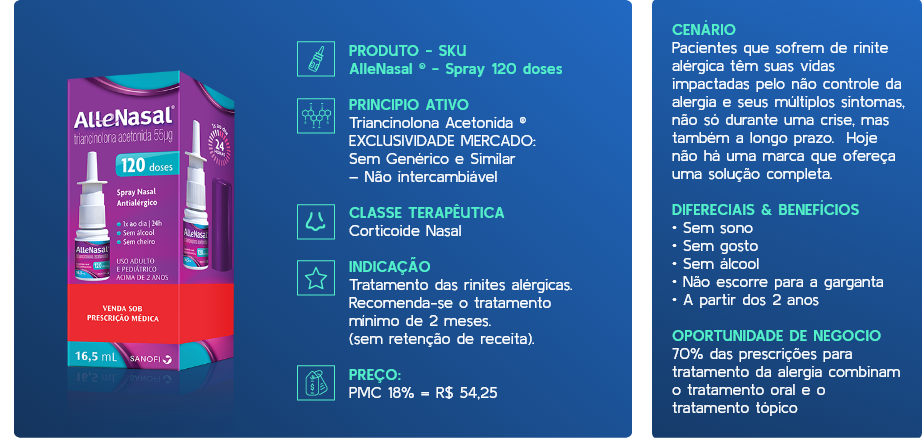 AlleNasal®
triancinolona acetonida 55µg
120 doses
Spray Nasal
Antialérgico
1x ao dia | 24h
Sem álcool
Sem cheiro
USO ADULTO
E PEDIÁTRICO
ACIMA DE 2 ANOS
VENDA SOB
PRESCRIÇÃO MÉDICA
16,5 mL SANOFI
24
AlleNasal
120
AlleNasal
PRODUTO - SKU
AlleNasal ® - Spray 120 doses
PRINCIPIO ATIVO
Triancinolona Acetonida ®
EXCLUSIVIDADE MERCADO:
Sem Genérico e Similar
– Não intercambiável
CLASSE TERAPÊUTICA
Corticoide Nasal
INDICAÇÃO
Tratamento das rinites alérgicas.
Recomenda-se o tratamento
mínimo de 2 meses.
(sem retenção de receita).
PREÇO:
PMC 18% = R$ 54,25
CENÁRIO
Pacientes que sofrem de rinite
alérgica têm suas vidas
impactadas pelo não controle da
alergia e seus múltiplos sintomas,
não só durante uma crise, mas
também a longo prazo. Hoje
não há uma marca que ofereça
uma solução completa.
DIFERECIAIS & BENEFÍCIOS
• Sem sono
• Sem gosto
• Sem álcool
• Não escorre para a garganta
• A partir dos 2 anos
OPORTUNIDADE DE NEGOCIO
70% das prescrições para
tratamento da alergia combinam
o tratamento oral e o
tratamento tópico